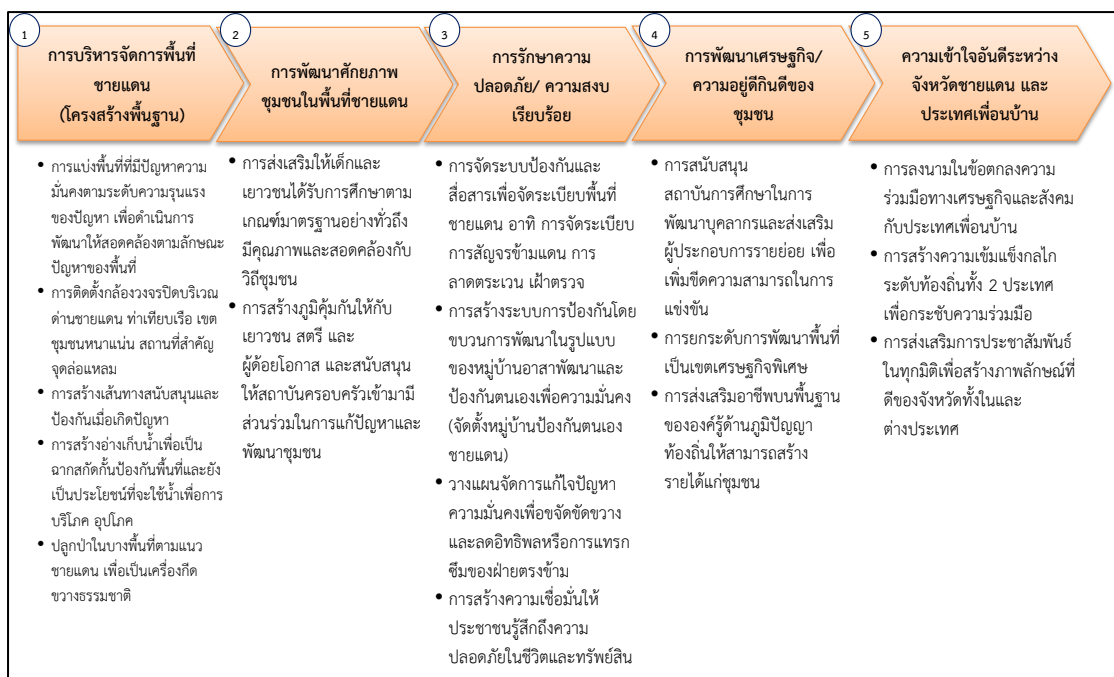 1
การบริหารจัดการพื้นที่
ชายแดน
(โครงสร้างพื้นฐาน)
• การแบ่งพื้นที่ที่มีปัญหาความ
มั่นคงตามระดับความรุนแรง
ของปัญหา เพื่อดำเนินการ
พัฒนาให้สอดคล้องตามลักษณะ
ปัญหาของพื้นที่
• การติดตั้งกล้องวงจรปิดบริเวณ
ด่านชายแดน ท่าเทียบเรือ เขต
ชุมชนหนาแน่น สถานที่สำคัญ
จุดล่อแหลม
• การสร้างเส้นทางสนับสนุนและ
ป้องกันเมื่อเกิดปัญหา
• การสร้างอ่างเก็บน้ำเพื่อเป็น
ฉากสกัดกั้นป้องกันพื้นที่และยัง
เป็นประโยชน์ที่จะใช้น้ำเพื่อการ
บริโภค อุปโภค
• ปลูกป่าในบางพื้นที่ตามแนว
ชายแดน เพื่อเป็นเครื่องกีด
ขวางธรรมชาติ
2
การพัฒนาศักยภาพ
ชุมชนในพื้นที่ชายแดน
• การส่งเสริมให้เด็กและ
เยาวชนได้รับการศึกษาตาม
เกณฑ์มาตรฐานอย่างทั่วถึง
มีคุณภาพและสอดคล้องกับ
วิถีชุมชน
• การสร้างภูมิคุ้มกันให้กับ
เยาวชน สตรี และ
ผู้ด้อยโอกาส และสนับสนุน
ให้สถาบันครอบครัวเข้ามามี
ส่วนร่วมในการแก้ปัญหาและ
พัฒนาชุมชน
3
การรักษาความ
ปลอดภัย/ ความสงบ
เรียบร้อย
• การจัดระบบป้องกันและ
สื่อสารเพื่อจัดระเบียบพื้นที่
ชายแดน อาทิ การจัดระเบียบ
การสัญจรข้ามแดน การ
ลาดตระเวน เฝ้าตรวจ
• การสร้างระบบการป้องกันโดย
ขบวนการพัฒนาในรูปแบบ
ของหมู่บ้านอาสาพัฒนาและ
ป้องกันตนเองเพื่อความมั่นคง
(จัดตั้งหมู่บ้านป้องกันตนเอง
ชายแดน)
• วางแผนจัดการแก้ไขปัญหา
ความมั่นคงเพื่อขจัดขัดขวาง
และลดอิทธิพลหรือการแทรก
ซึมของฝ่ายตรงข้าม
• การสร้างความเชื่อมั่นให้
ประชาชนรู้สึกถึงความ
ปลอดภัยในชีวิตและทรัพย์สิน
4
การพัฒนาเศรษฐกิจ/
ความอยู่ดีกินดีของ
ชุมชน
• การสนับสนุน
สถาบันการศึกษาในการ
พัฒนาบุคลากรและส่งเสริม
ผู้ประกอบการรายย่อย เพื่อ
เพิ่มขีดความสามารถในการ
แข่งขัน
• การยกระดับการพัฒนาพื้นที่
เป็นเขตเศรษฐกิจพิเศษ
• การส่งเสริมอาชีพบนพื้นฐาน
ขององค์รู้ด้านภูมิปัญญา
ท้องถิ่นให้สามารถสร้าง
รายได้แก่ชุมชน
5
ความเข้าใจอันดีระหว่าง
จังหวัดชายแดน และ
ประเทศเพื่อนบ้าน
• การลงนามในข้อตกลงความ
ร่วมมือทางเศรษฐกิจและสังคม
กับประเทศเพื่อนบ้าน
• การสร้างความเข้มแข็งกลไก
ระดับท้องถิ่นทั้ง 2 ประเทศ
เพื่อกระชับความร่วมมือ
• การส่งเสริมการประชาสัมพันธ์
ในทุกมิติเพื่อสร้างภาพลักษณ์ที่
ดีของจังหวัดทั้งในและ
ต่างประเทศ